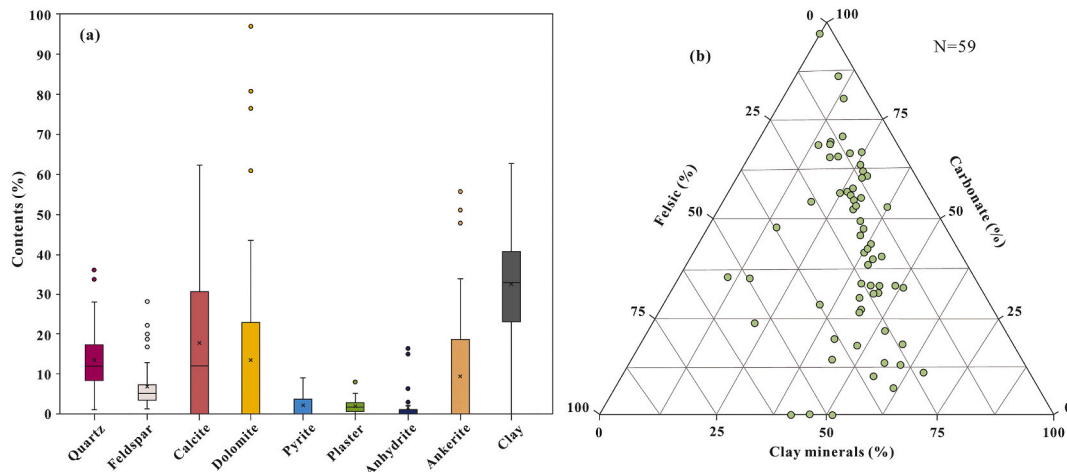 (a)
Contents (%)
100
90
80
70
60
50
40
30
20
10
0
Quartz
Feldspar
Calcite
Dolomite
Pyrite
Plaster
Anhydrite
Ankerite
Clay
(b)
N=59
0 100
25 75
Felsic (%)
Carbonate (%)
50 50
75 25
100 0
0 25 50 75 100
Clay minerals (%)